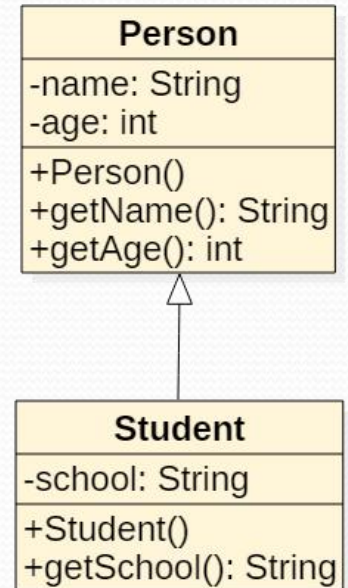 Person
-name: String
-age: int
+Person()
+getName(): String
+getAge(): int
Student
-school: String
+Student()
+getSchool(): String